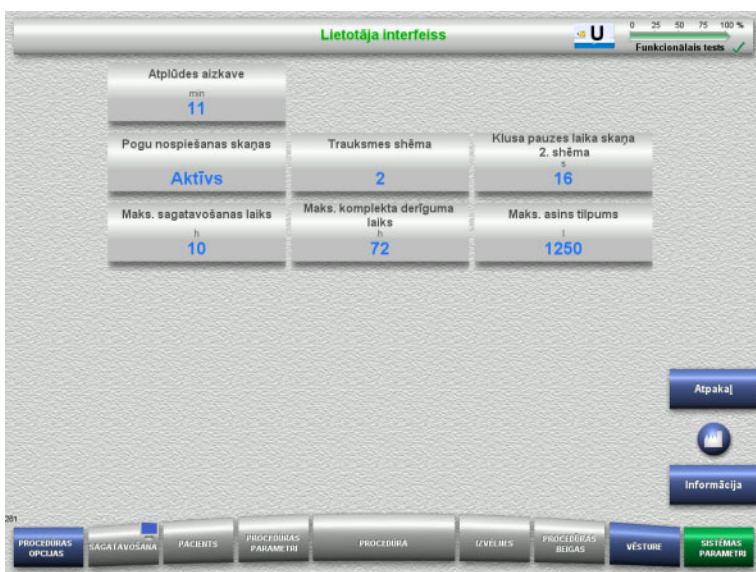 Lietotāja interfeiss
U
0 25 50 75 100 %
Funkcionālais tests
Atplūdes aizkave
min
11
Pogu nospiešanas skaņas
Aktīvs
Trauksmes shēma
2
Klusa pauzes laika skaņa
2. shēma
s
16
Maks. sagatavošanas laiks
h
10
Maks. komplekta derīguma
laiks
h
72
Maks. asins tilpums
l
1250
Atpakaļ
Informācija
261
PROCEDŪRAS
OPCIJAS
SAGATAVOŠANA
PACIENTS
PROCEDŪRAS
PARAMETRI
PROCEDŪRA
IZVĒLNES
PROCEDŪRAS
BEIGAS
VĒSTURE
SISTĒMAS
PARAMETRI